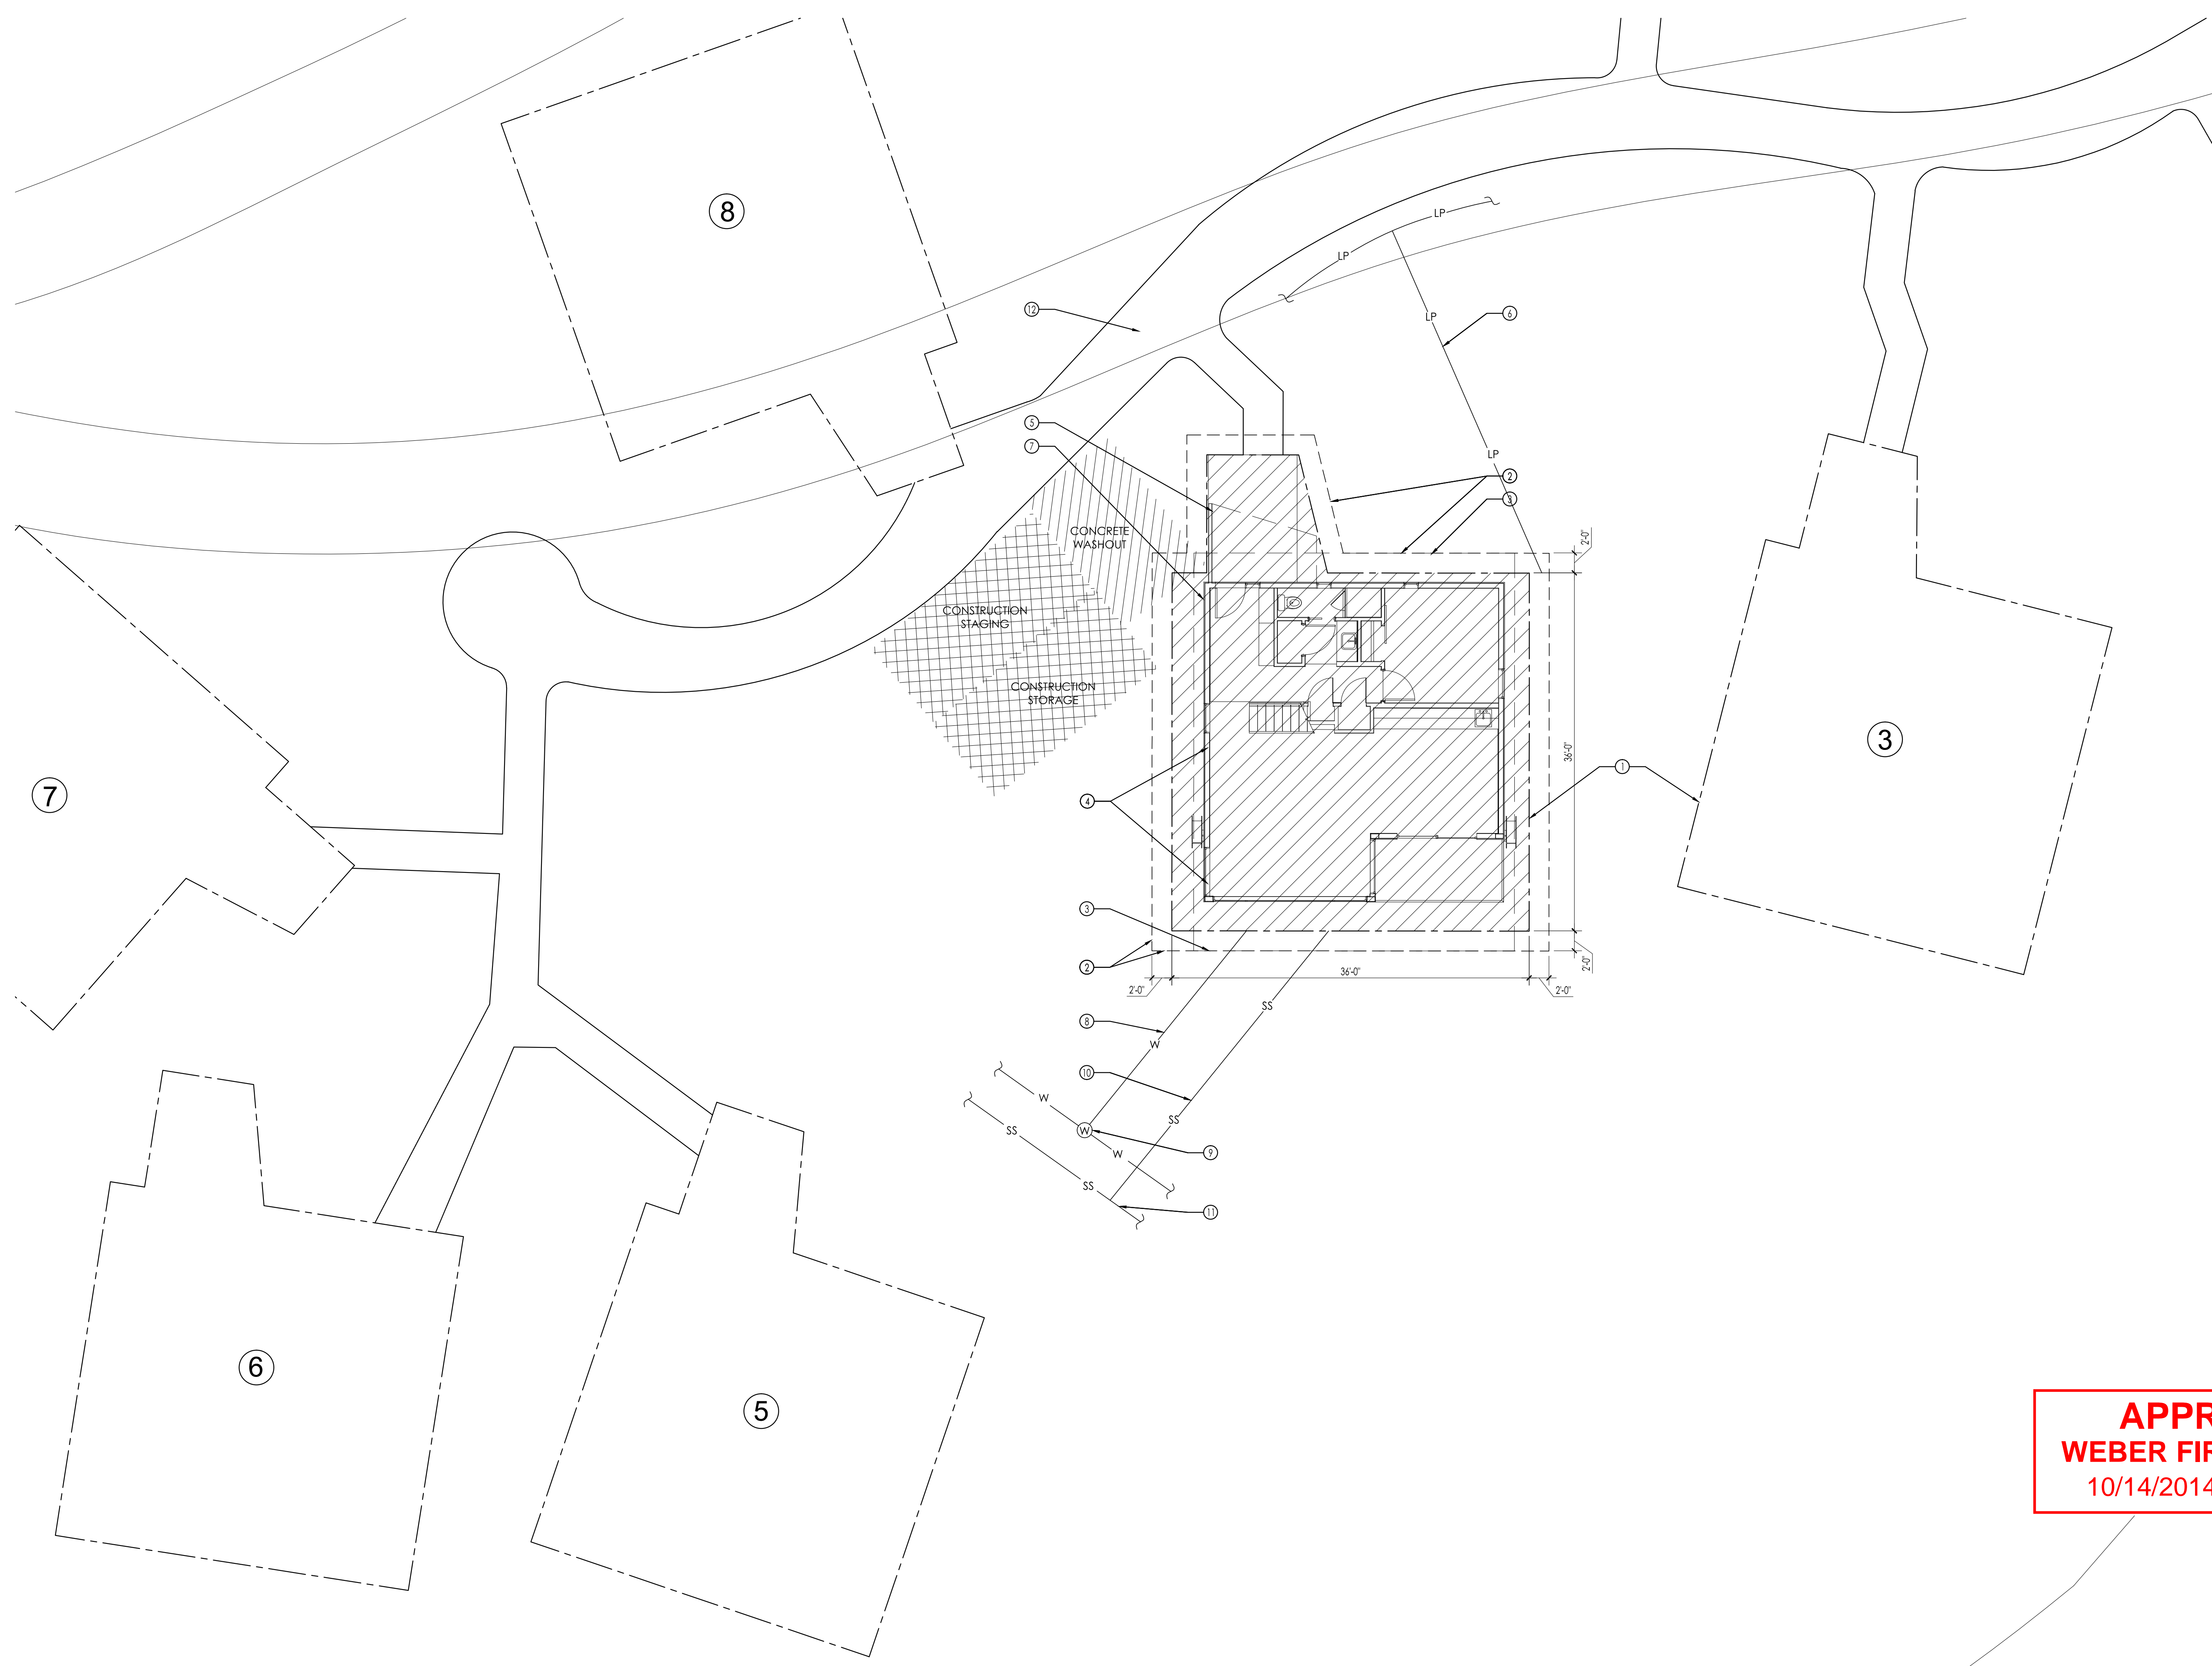 8
LP
LP
12
LP
6
5
7
LP
2
3
2'-0"
CONCRETE
WASHOUT
CONSTRUCTION
STAGING
CONSTRUCTION
STORAGE
3
36'-0"
1
7
4
3
2
2'-0"
36'-0"
2'-0"
2'-0"
SS
8
W
10
W
SS
W
SS
9
W
SS
11
6
5
APPR
WEBER FIR
10/14/2014